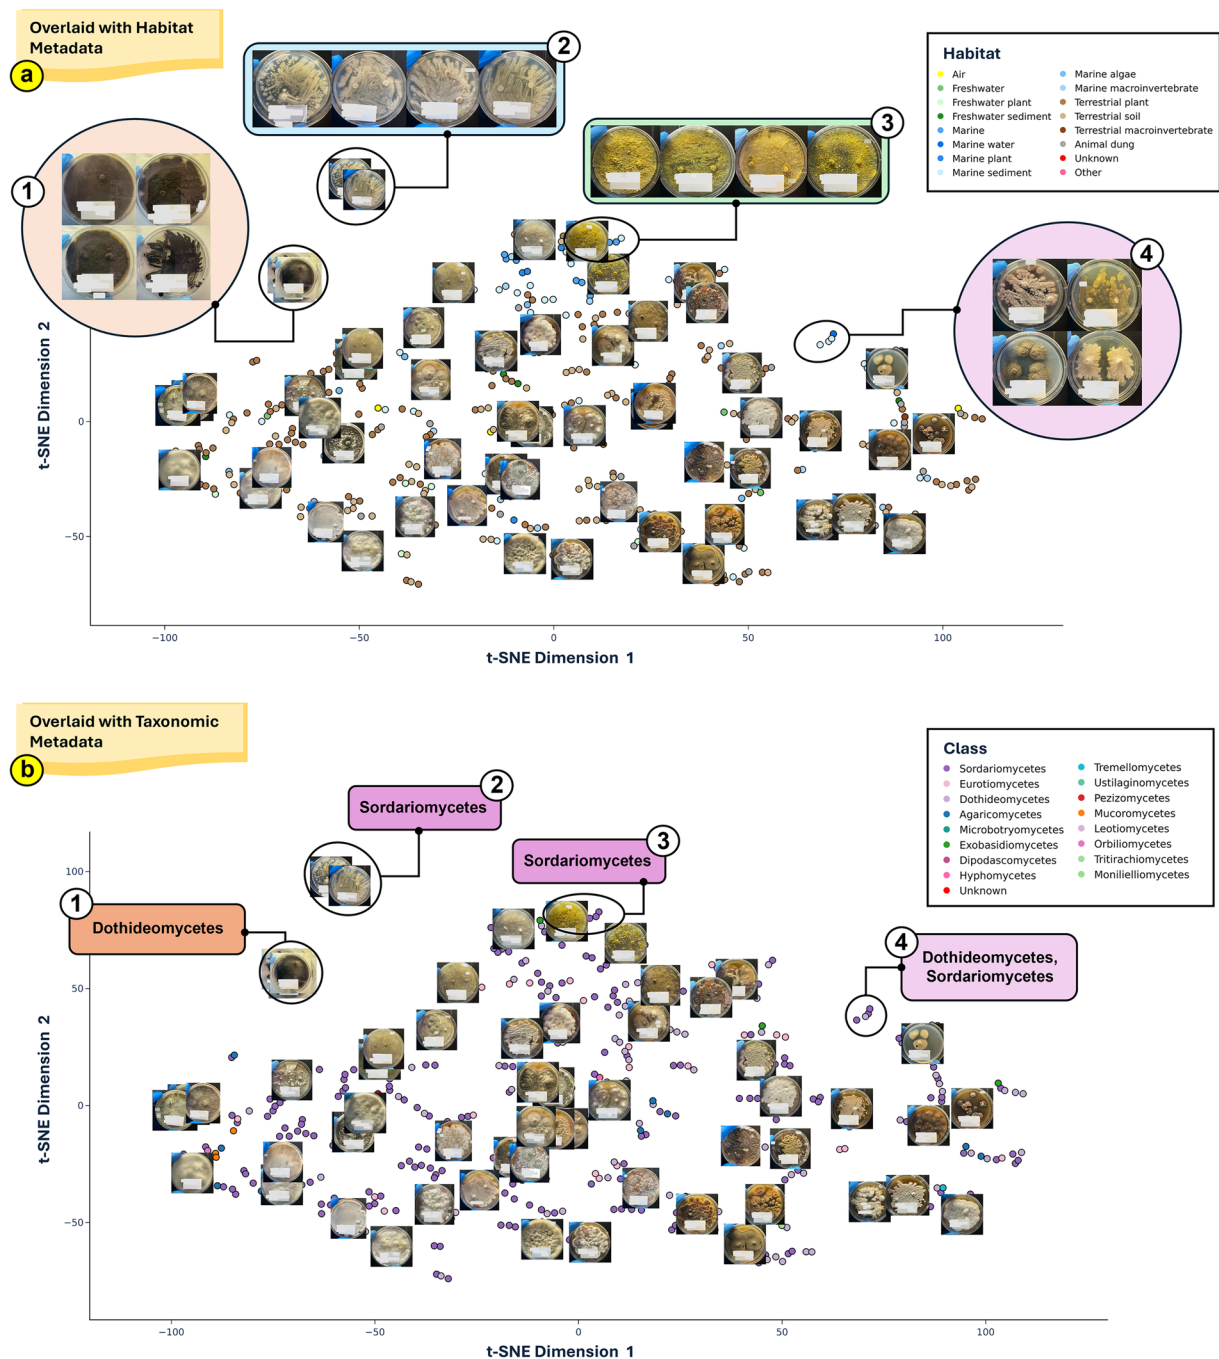 Overlaid with Habitat
Metadata
a
2
3
1
4
Habitat
Air
Freshwater
Freshwater plant
Freshwater sediment
Marine
Marine water
Marine plant
Marine sediment
Marine algae
Marine macroinvertebrate
Terrestrial plant
Terrestrial soil
Terrestrial macroinvertebrate
Animal dung
Unknown
Other
t-SNE Dimension 2
0
−50
−100
−50
0
50
100
t-SNE Dimension 1
Overlaid with Taxonomic
Metadata
b
Sordariomycetes
2
Sordariomycetes
3
1
Dothideomycetes
4
Dothideomycetes,
Sordariomycetes
Class
Sordariomycetes
Eurotiomycetes
Dothideomycetes
Agaricomycetes
Microbotryomycetes
Exobasidiomycetes
Dipodascomycetes
Hyphomycetes
Unknown
Tremellomycetes
Ustilaginomycetes
Pezizomycetes
Mucoromycetes
Leotiomycetes
Orbiliomycetes
Tritirachiomycetes
Moniliellomycetes
t-SNE Dimension 2
100
50
0
−50
−100
−50
0
50
100
t-SNE Dimension 1